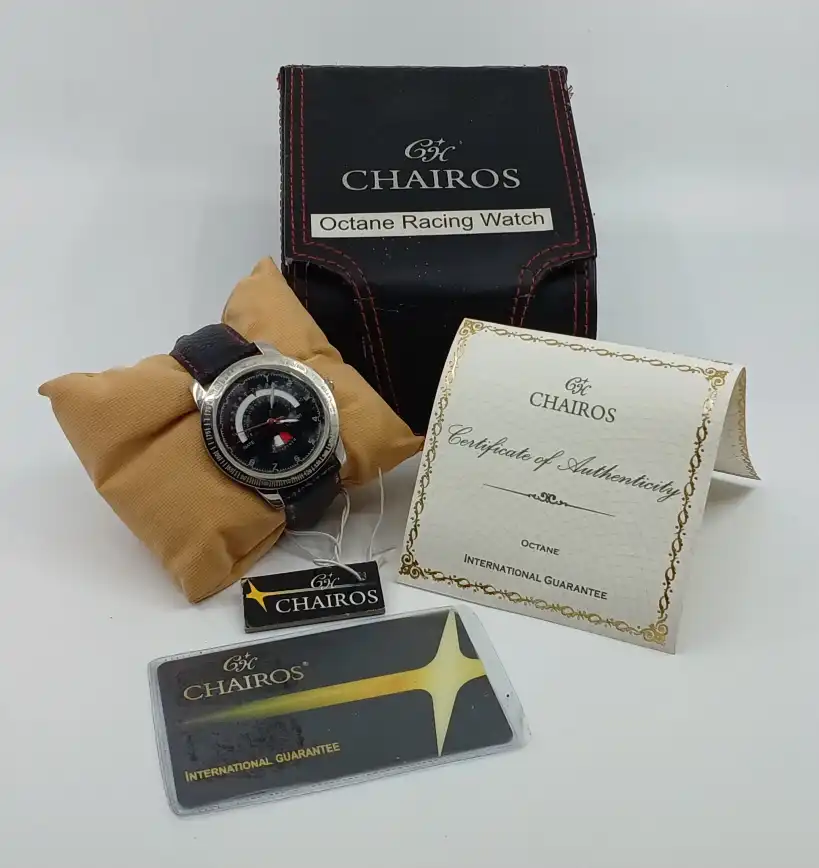 CHAIROS
Octane Racing Watch
CHAIROS
Certificate of Authenticity
OCTANE
INTERNATIONAL GUARANTEE
CHAIROS
CHAIROS®
INTERNATIONAL GUARANTEE